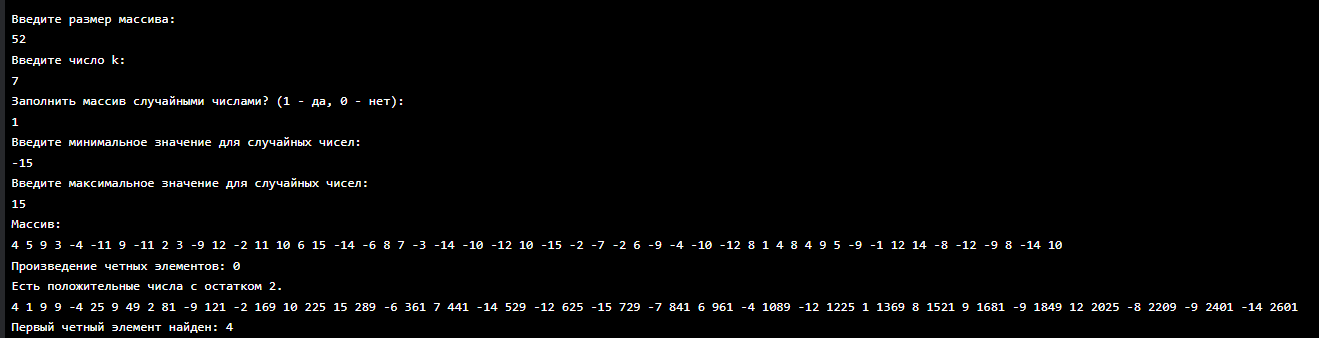 Введите размер массива:
52
Введите число k:
7
Заполнить массив случайными числами? (1 - да, 0 - нет):
1
Введите минимальное значение для случайных чисел:
-15
Введите максимальное значение для случайных чисел:
15
Массив:
4 5 9 3 -4 -11 9 -11 2 3 -9 12 -2 11 10 6 15 -14 -6 8 7 -3 -14 -10 -12 10 -15 -2 -7 -2 6 -9 -4 -10 -12 8 1 4 8 4 9 5 -9 -1 12 14 -8 -12 -9 8 -14 10
Произведение четных элементов: 0
Есть положительные числа с остатком 2.
4 1 9 9 -4 25 9 49 2 81 -9 121 -2 169 10 225 15 289 -6 361 7 441 -14 529 -12 625 -15 729 -7 841 6 961 -4 1089 -12 1225 1 1369 8 1521 9 1681 -9 1849 12 2025 -8 2209 -9 2401 -14 2601
Первый четный элемент найден: 4